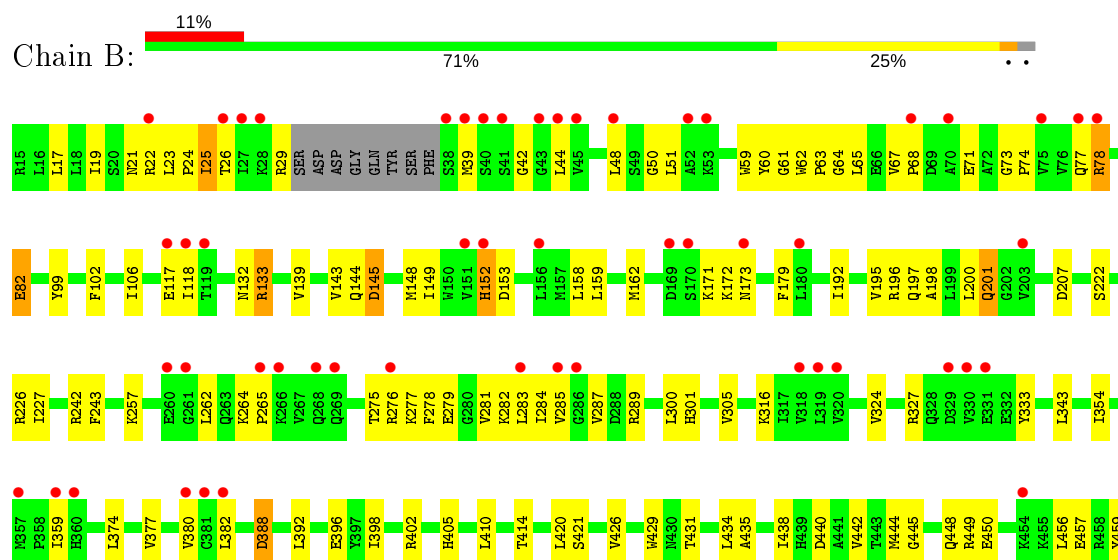 11%
Chain B:
71% 25% • •
R15 L16 L17 L18 I19 S20 N21 R22 L23 P24 I25 T26 I27 K28 R29 SER ASP ASP GLY GLN TYR SER PHE S38 M39 S40 S41 G42 G43 L44 V45 L48 S49 G50 L51 A52 K53 W59 Y60 G61 W62 P63 G64 L65 E66 V67 P68 D69 A70 E71 A72 G73 P74 V75 V76 Q77 R78
E82 Y99 F102 I106 E117 I118 T119 N132 R133 V139 V143 Q144 D145 M148 I149 W150 V151 H152 D153 L156 M157 L158 L159 M162 D169 S170 K171 K172 N173 F179 L180 I192 V195 R196 Q197 A198 L199 L200 Q201 G202 V203 D207 S222
R226 I227 R242 F243 K257 E260 G261 L262 Q263 K264 P265 K266 V267 Q268 Q269 T275 R276 K277 F278 E279 G280 V281 K282 L283 I284 V285 G286 V287 D288 R289 L300 H301 V305 K316 I317 V318 L319 V320 V324 R327 Q328 D329 V330 E331 E332 Y333 L343 I354
M357 P358 I359 H360 L374 V377 V380 C381 L382 D388 L392 E396 Y397 I398 R402 H405 L410 T414 L420 S421 V426 W429 N430 T431 L434 A435 I438 H439 D440 A441 V442 T443 M444 G445 Q448 R449 E450 K454 K455 L456 E457 R458